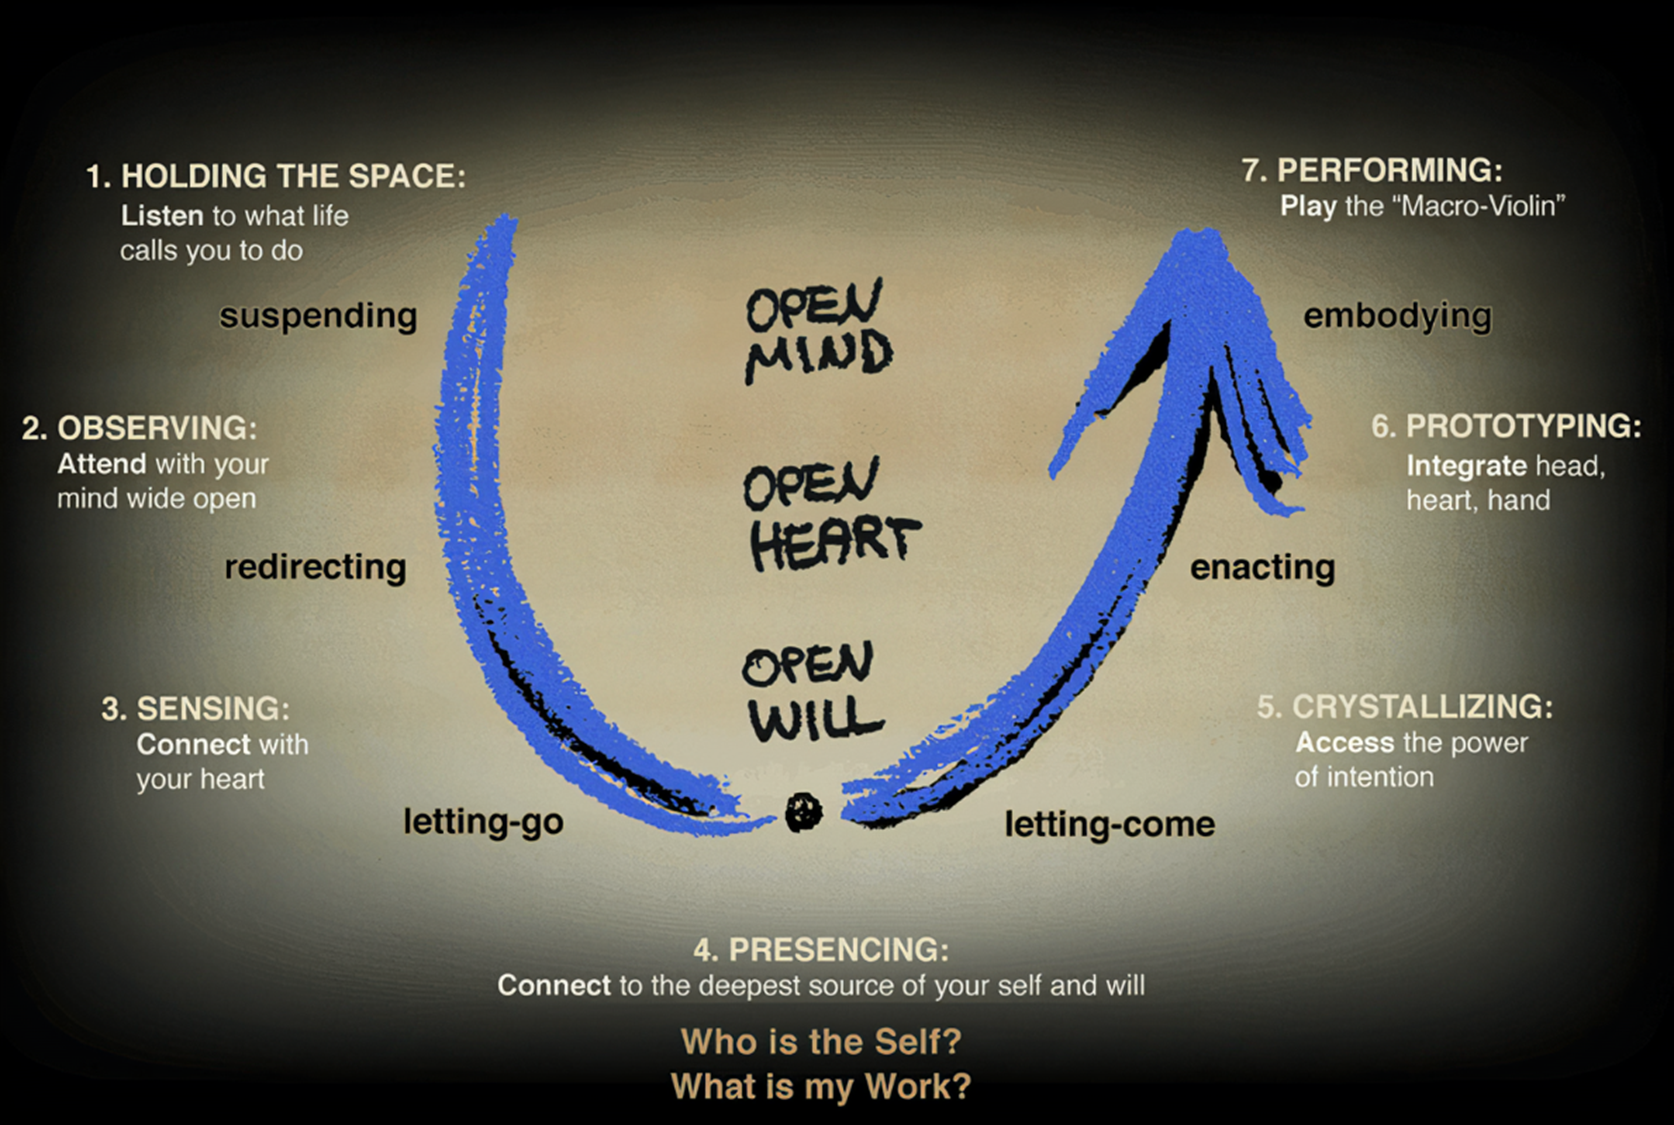 1. HOLDING THE SPACE:
Listen to what life
calls you to do
suspending
2. OBSERVING:
Attend with your
mind wide open
redirecting
3. SENSING:
Connect with
your heart
letting-go
OPEN
MIND
OPEN
HEART
OPEN
WILL
4. PRESENCING:
Connect to the deepest source of your self and will
Who is the Self?
What is my Work?
letting-come
5. CRYSTALLIZING:
Access the power
of intention
enacting
6. PROTOTYPING:
Integrate head,
heart, hand
embodying
7. PERFORMING:
Play the “Macro-Violin”